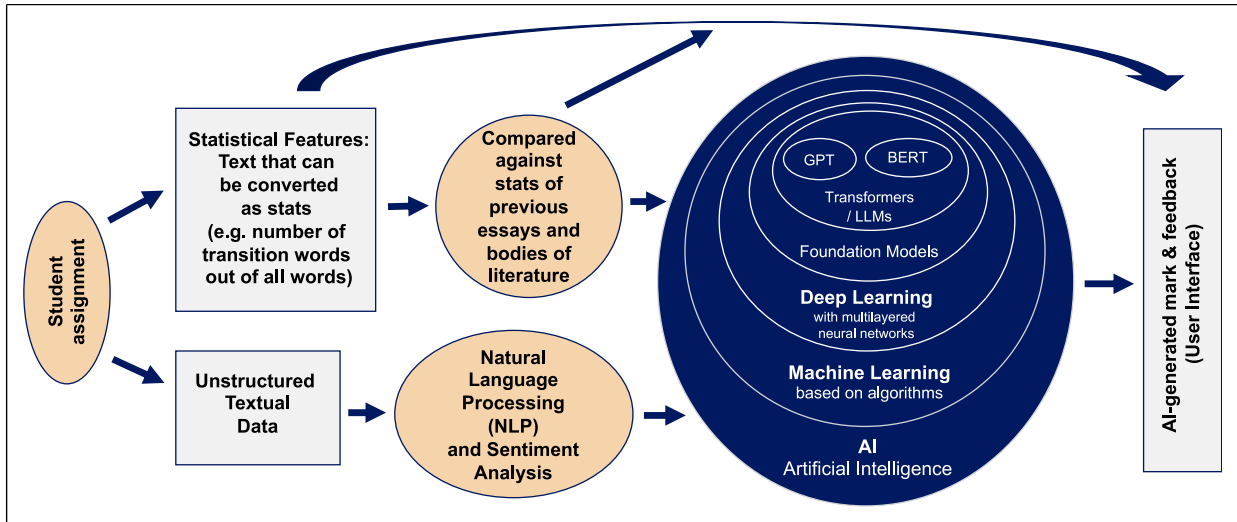 Student
assignment
Statistical Features:
Text that can
be converted
as stats
(e.g. number of
transition words
out of all words)
Compared
against
stats of
previous
essays and
bodies of
literature
Unstructured
Textual
Data
Natural
Language
Processing
(NLP)
and Sentiment
Analysis
GPT
BERT
Transformers
/ LLMs
Foundation Models
Deep Learning
with multilayered
neural networks
Machine Learning
based on algorithms
AI
Artificial Intelligence
AI-generated mark & feedback
(User Interface)